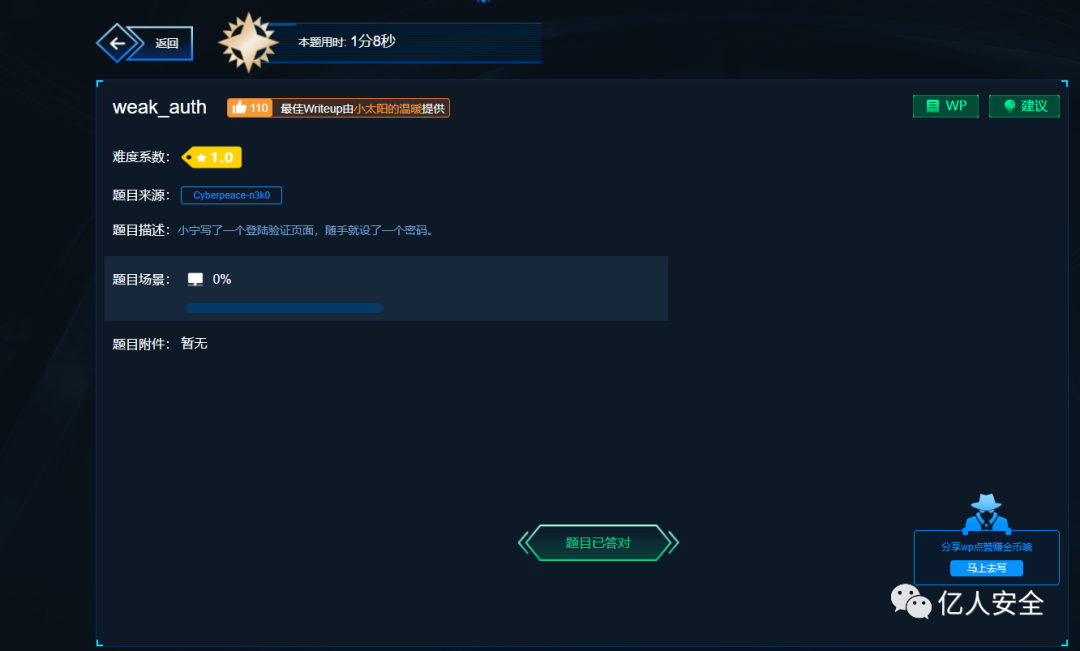 返回
本题用时: 1分8秒
weak_auth
110 最佳Writeup由小太阳的温暖提供
WP
建议
难度系数: 1.0
题目来源: Cyberpeace-n3k0
题目描述: 小宁写了一个登陆验证页面，随手就设了一个密码。
题目场景: 0%
题目附件: 暂无
题目已答对
分享wp点赞赚金币哦
马上去写
亿人安全